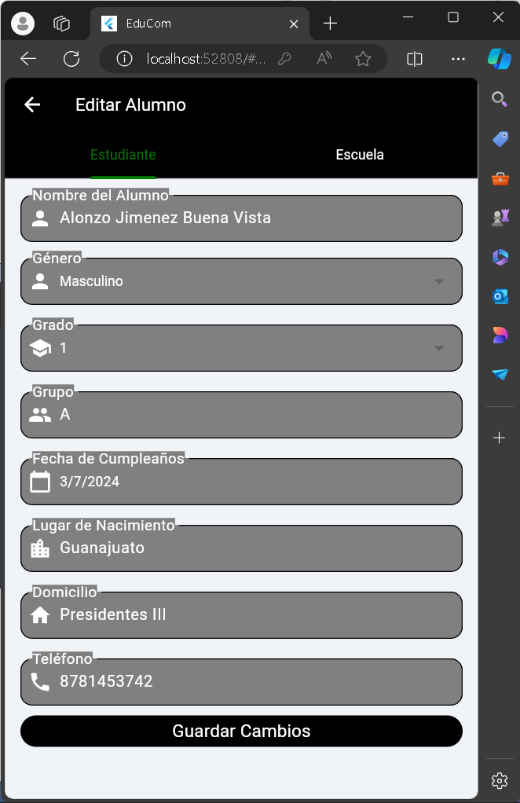 EduCom
localhost:52808/#...
Editar Alumno
Estudiante
Escuela
Nombre del Alumno
Alonzo Jimenez Buena Vista
Género
Masculino
Grado
1
Grupo
A
Fecha de Cumpleaños
3/7/2024
Lugar de Nacimiento
Guanajuato
Domicilio
Presidentes III
Teléfono
8781453742
Guardar Cambios